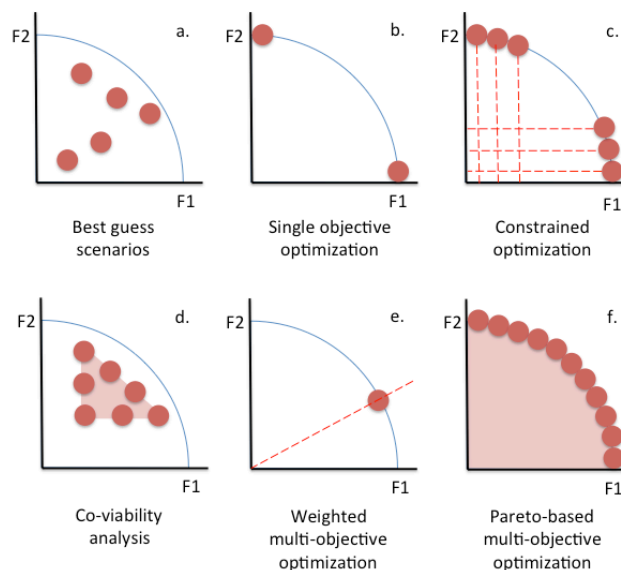 a.
F2
F1
Best guess
scenarios
b.
F2
F1
Single objective
optimization
c.
F2
F1
Constrained
optimization
d.
F2
F1
Co-viability
analysis
e.
F2
F1
Weighted
multi-objective
optimization
f.
F2
F1
Pareto-based
multi-objective
optimization